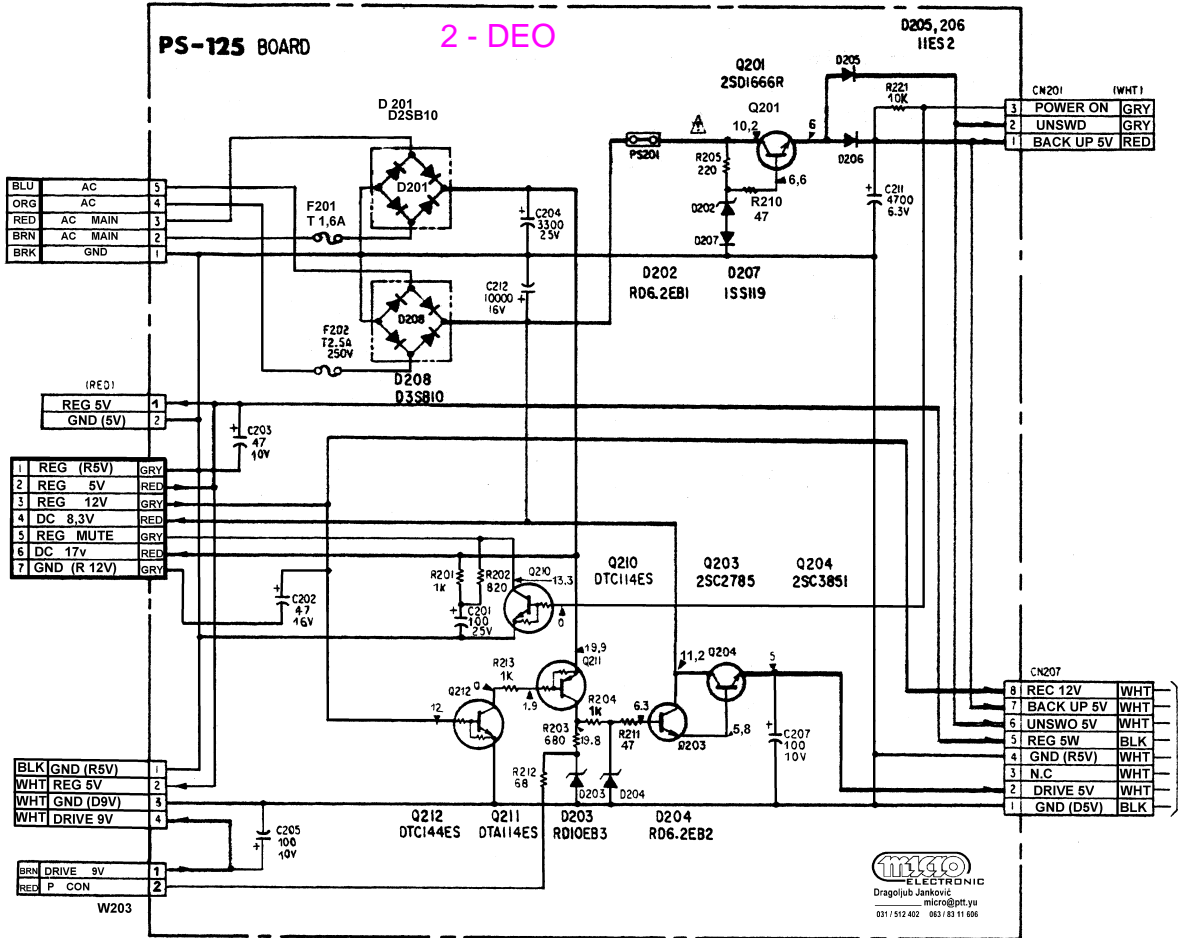 2 - DEO
PS-125 BOARD
D205,206
11ES2
D205
Q201
2SD1666R
Q201
10,2
6
R221
10K
CN201 (WHT)
3 POWER ON GRY
2 UNSWD GRY
1 BACK UP 5V RED
D 201
D2SB10
D201
PS201
D206
R205
220
6,6
R210
47
D202
D207
C211
4700
6.3V
BLU AC 5
ORG AC 4
RED AC MAIN 3
BRN AC MAIN 2
BRK GND 1
F201
T 1,6A
C204
3300
25V
D202
RD6.2EB1
D207
1SS119
C212
10000
16V
D208
F202
T2.5A
250V
D208
D3SB10
(RED)
REG 5V 1
GND (5V) 2
C203
47
10V
1 REG (R5V) GRY
2 REG 5V RED
3 REG 12V GRY
4 DC 8,3V RED
5 REG MUTE GRY
6 DC 17v RED
7 GND (R 12V) GRY
C202
47
16V
R201
1K
R202
820
Q210
13.3
0
C201
100
25V
Q210
DTC114ES
Q203
2SC2785
Q204
2SC3851
19,9
Q211
R213
1K
Q212
0
12
1.9
R204
1K
R203
680
19.8
R211
47
6.3
11,2
Q204
5
Q203
5,8
C207
100
10V
R212
68
D203
D204
CN207
8 REC 12V WHT
7 BACK UP 5V WHT
6 UNSWO 5V WHT
5 REG 5W BLK
4 GND (R5V) WHT
3 N.C WHT
2 DRIVE 5V WHT
1 GND (D5V) BLK
BLK GND (R5V) 1
WHT REG 5V 2
WHT GND (D9V) 3
WHT DRIVE 9V 4
C205
100
10V
Q212
DTC144ES
Q211
DTA114ES
D203
RD10EB3
D204
RD6.2EB2
BRN DRIVE 9V 1
RED P CON 2
W203
micro
ELECTRONIC
Dragoljub Janković
micro@ptt.yu
031 / 512 402 063 / 83 11 606